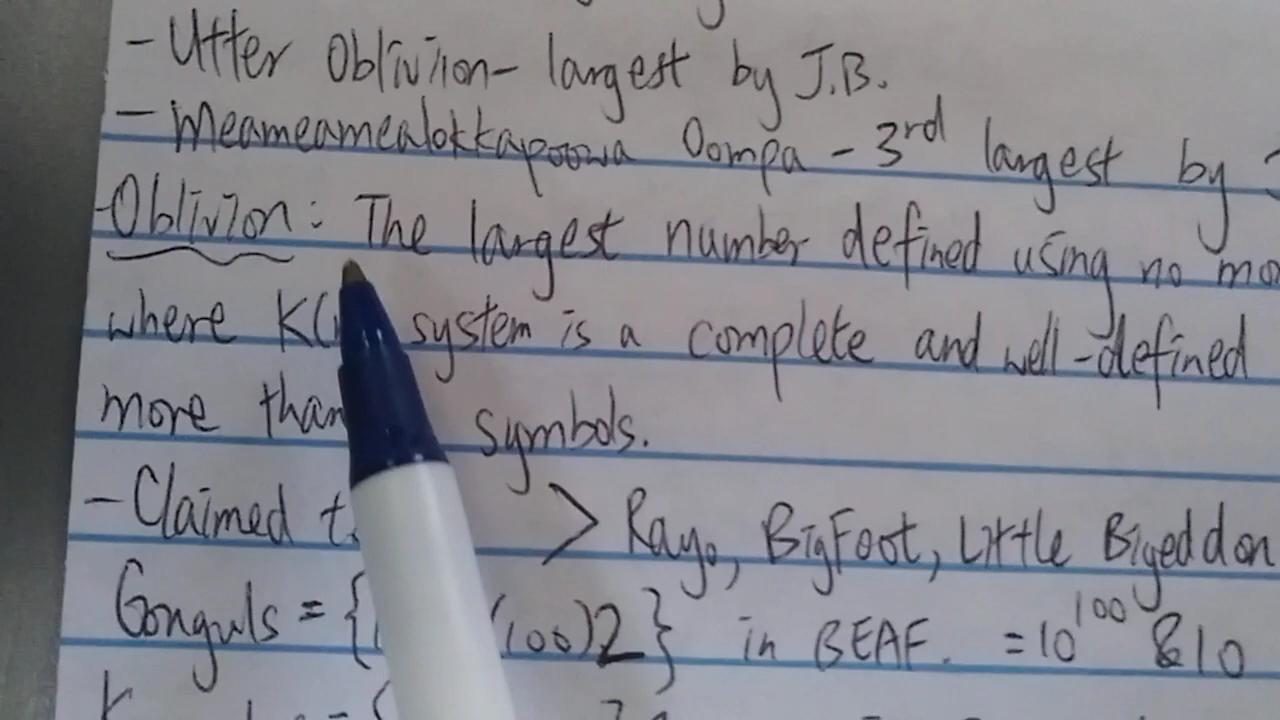 - Utter Oblivion - largest by J.B.
- Meameamealokkapoowa Oompa - 3rd largest by
- Oblivion: The largest number defined using no mo
where K( system is a complete and well-defined
more than symbols.
- Claimed t > Rayo, BigFoot, Little Bigeddon
Gonguls = { (100)2} in BEAF. = 10^100 & 10